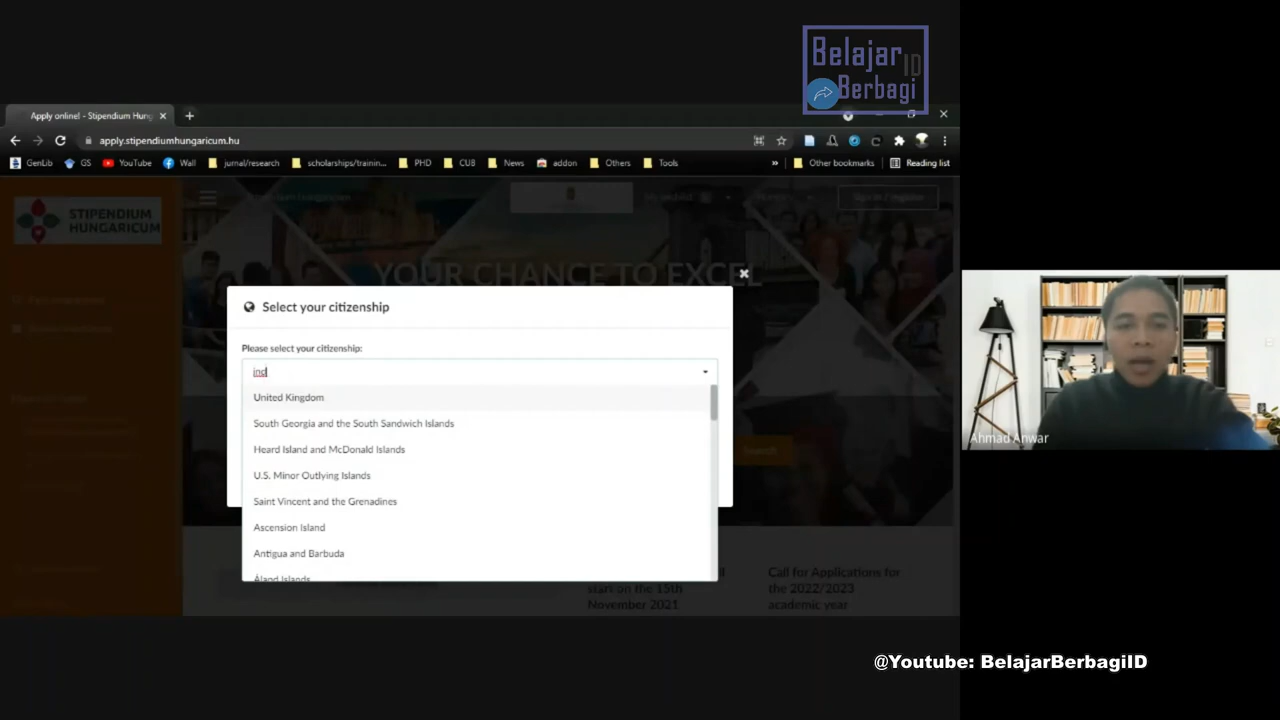 Belajar
ID
Berbagi
Apply online! - Stipendium Hung
apply.stipendiumhungaricum.hu
GenLib
GS
YouTube
Wall
jurnal/research
scholarships/trainin...
PHD
CUB
News
addon
Others
Tools
»
Other bookmarks
Reading list
STIPENDIUM
HUNGARICUM
YOUR CHANCE TO EXCEL
Select your citizenship
Please select your citizenship:
ind
United Kingdom
South Georgia and the South Sandwich Islands
Heard Island and McDonald Islands
U.S. Minor Outlying Islands
Saint Vincent and the Grenadines
Ascension Island
Antigua and Barbuda
Åland Islands
Search
start on the 15th
November 2021
Call for Applications for
the 2022/2023
academic year
Ahmad Anwar
@Youtube: BelajarBerbagiID